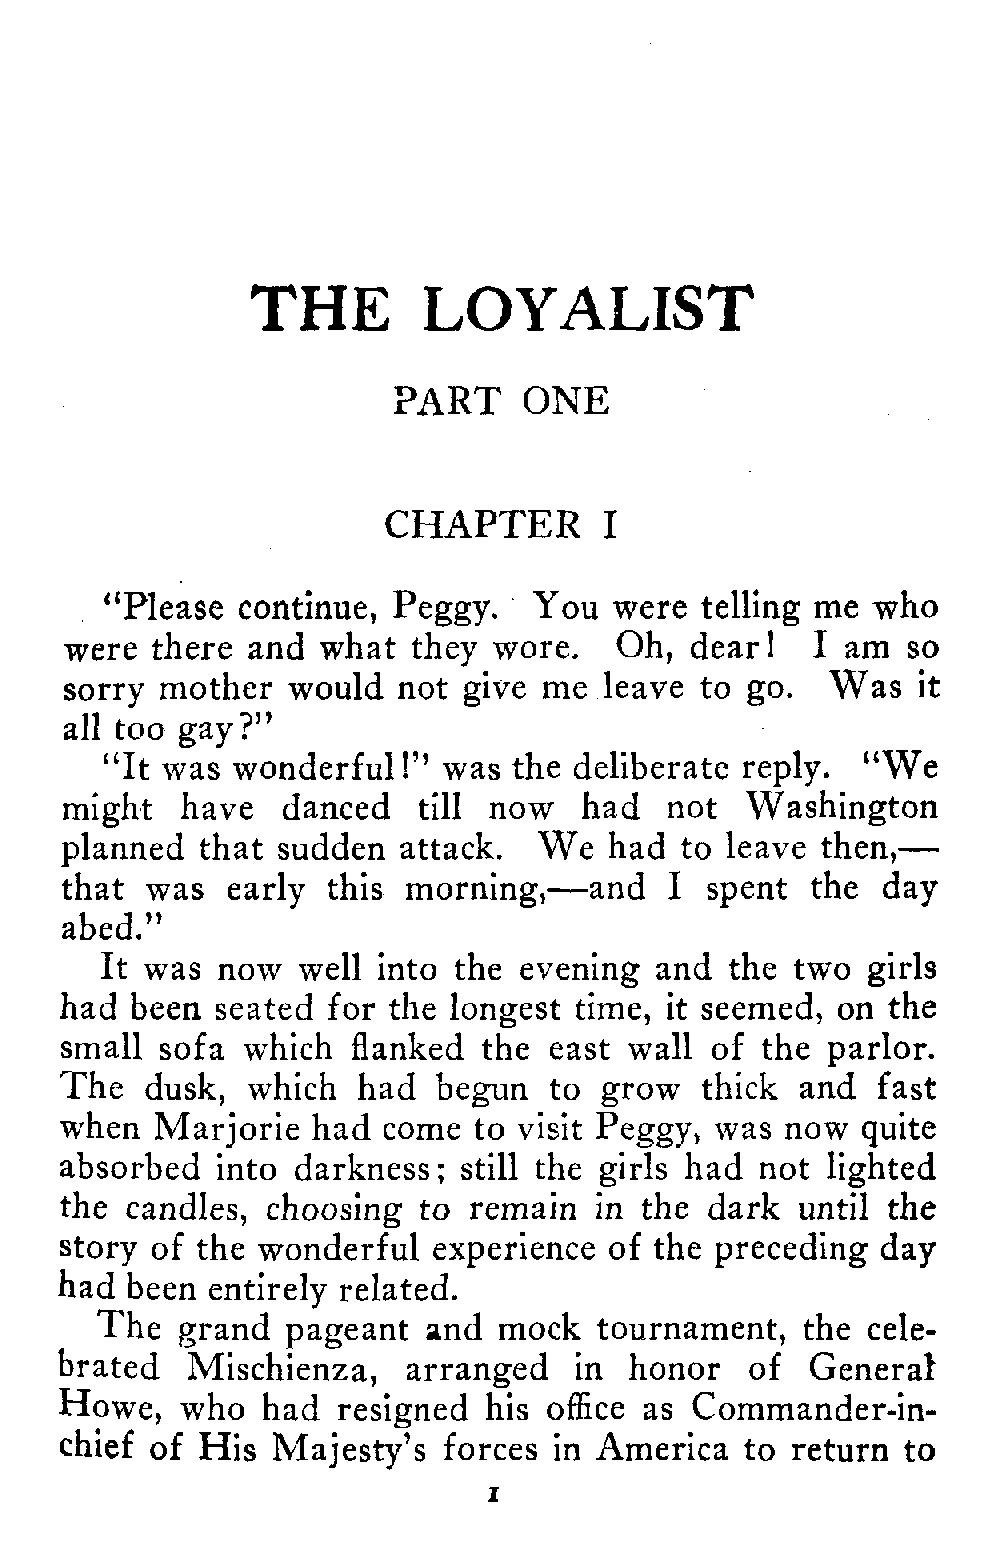 THE LOYALIST
PART ONE
CHAPTER I
"Please continue, Peggy. You were telling me who
were there and what they wore. Oh, dear! I am so
sorry mother would not give me leave to go. Was it
all too gay?"
"It was wonderful!" was the deliberate reply. "We
might have danced till now had not Washington
planned that sudden attack. We had to leave then,—
that was early this morning,—and I spent the day
abed."
It was now well into the evening and the two girls
had been seated for the longest time, it seemed, on the
small sofa which flanked the east wall of the parlor.
The dusk, which had begun to grow thick and fast
when Marjorie had come to visit Peggy, was now quite
absorbed into darkness; still the girls had not lighted
the candles, choosing to remain in the dark until the
story of the wonderful experience of the preceding day
had been entirely related.
The grand pageant and mock tournament, the cele-
brated Mischienza, arranged in honor of General
Howe, who had resigned his office as Commander-in-
chief of His Majesty's forces in America to return to
1